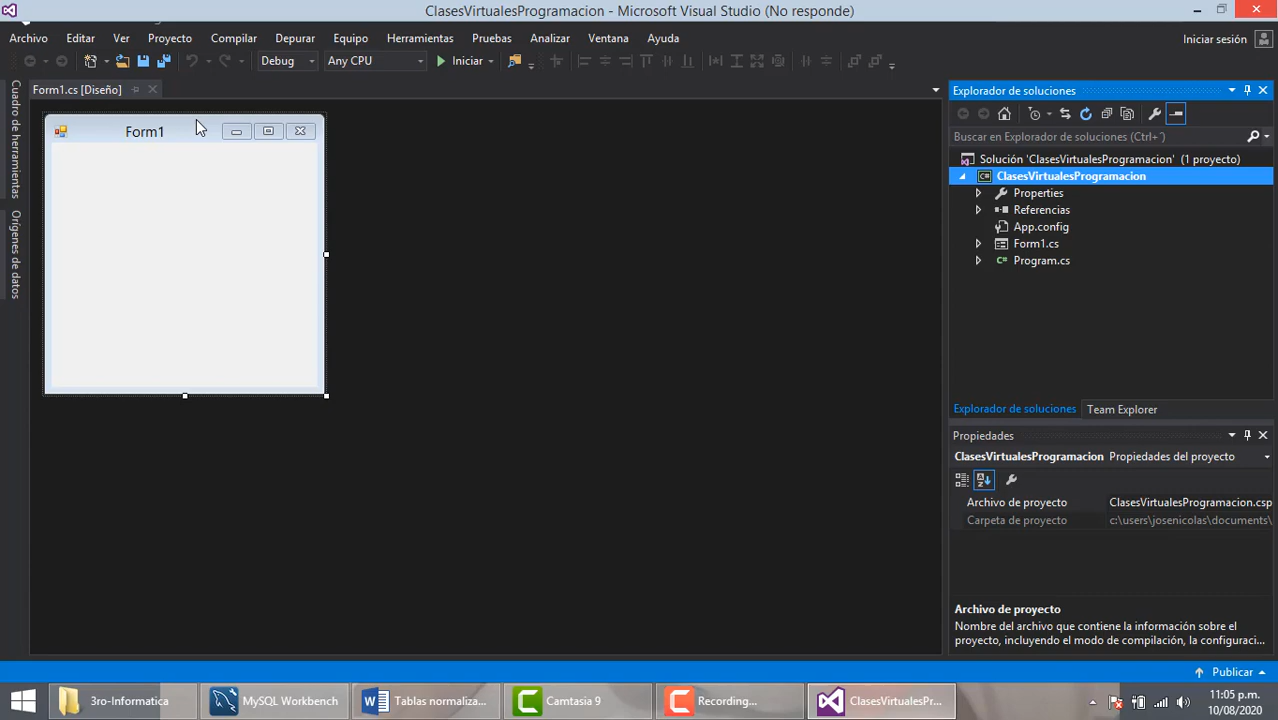 ClasesVirtualesProgramacion - Microsoft Visual Studio (No responde)
Archivo Editar Ver Proyecto Compilar Depurar Equipo Herramientas Pruebas Analizar Ventana Ayuda Iniciar sesión
Debug Any CPU Iniciar
Cuadro de herramientas
Orígenes de datos
Form1.cs [Diseño]
Form1
Explorador de soluciones
Buscar en Explorador de soluciones (Ctrl+´)
Solución 'ClasesVirtualesProgramacion' (1 proyecto)
C# ClasesVirtualesProgramacion
Properties
Referencias
App.config
Form1.cs
C# Program.cs
Explorador de soluciones Team Explorer
Propiedades
ClasesVirtualesProgramacion Propiedades del proyecto
Archivo de proyecto ClasesVirtualesProgramacion.csp
Carpeta de proyecto c:\users\josenicolas\documents\
Archivo de proyecto
Nombre del archivo que contiene la información sobre el
proyecto, incluyendo el modo de compilación, la configuraci...
Publicar
3ro-Informatica MySQL Workbench Tablas normaliza... Camtasia 9 Recording... ClasesVirtualesPr... 11:05 p.m.
10/08/2020